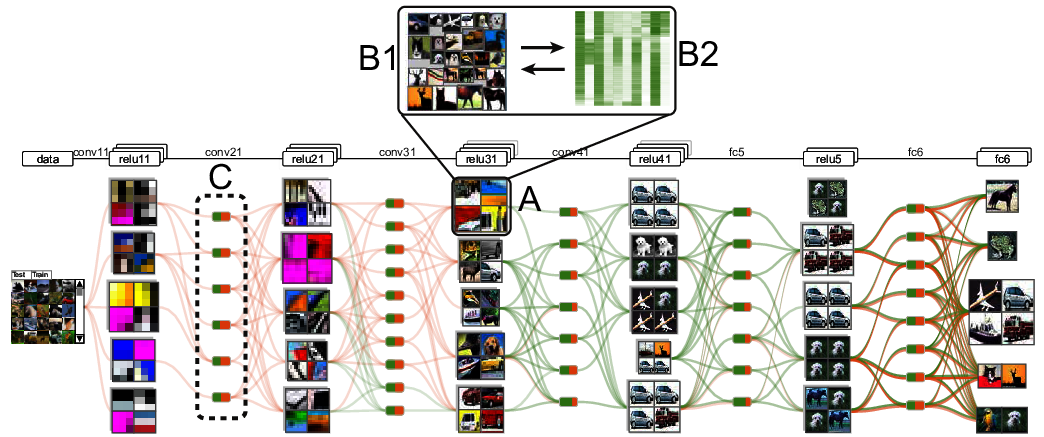 B1
B2
conv11
conv21
conv31
conv41
fc5
fc6
data
relu11
relu21
relu31
relu41
relu5
fc6
C
A
Test Train